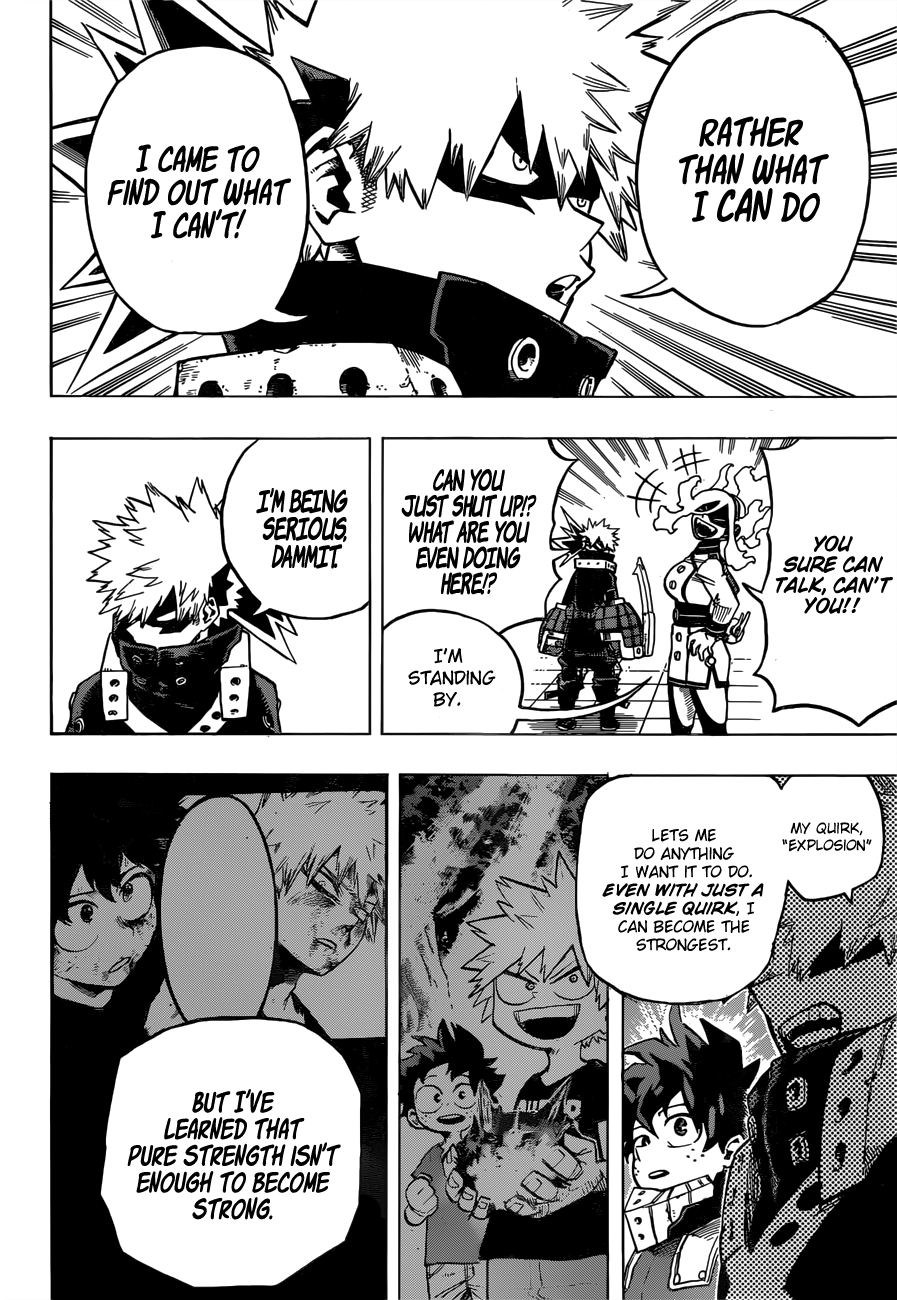 RATHER
THAN WHAT
I CAN DO
I CAME TO
FIND OUT WHAT
I CAN'T!
YOU
SURE CAN
TALK, CAN'T
YOU!!
CAN YOU
JUST SHUT UP!?
WHAT ARE YOU
EVEN DOING
HERE!?
I'M
STANDING
BY.
I'M BEING
SERIOUS,
DAMMIT.
MY QUIRK,
"EXPLOSION"
LETS ME
DO ANYTHING
I WANT IT TO DO.
EVEN WITH JUST A
SINGLE QUIRK, I
CAN BECOME THE
STRONGEST.
BUT I'VE
LEARNED THAT
PURE STRENGTH ISN'T
ENOUGH TO BECOME
STRONG.